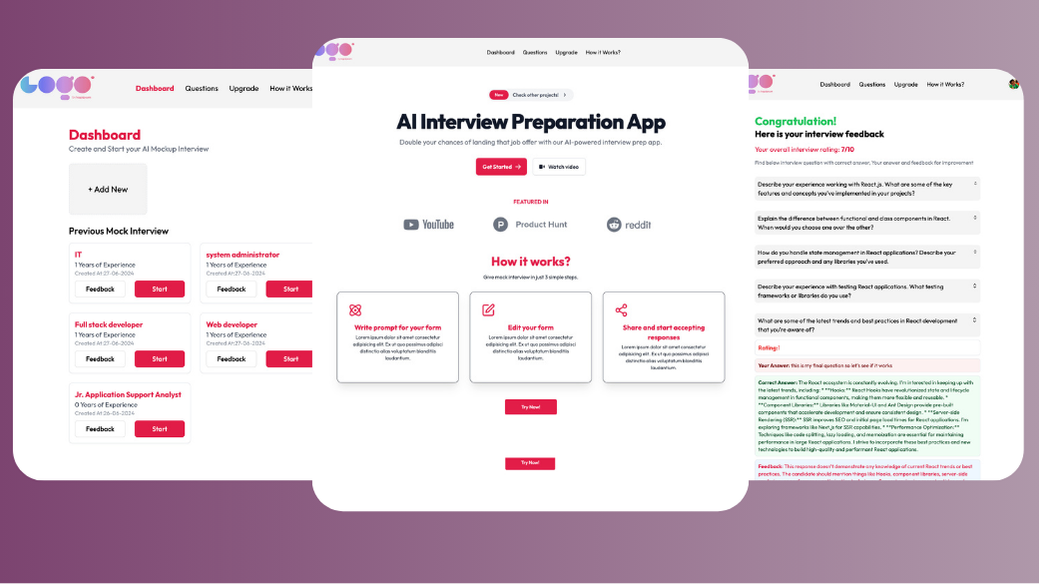 LOGO
Dashboard Questions Upgrade How it Works
Dashboard
Create and Start your AI Mockup Interview
+ Add New
Previous Mock Interview
IT
1 Years of Experience
Created At 27-06-2024
Feedback Start
system administrator
1 Years of Experience
Created At 27-06-2024
Feedback Start
Full stack developer
1 Years of Experience
Created At 27-06-2024
Feedback Start
Web developer
1 Years of Experience
Created At 27-06-2024
Feedback Start
Jr. Application Support Analyst
0 Years of Experience
Created At 26-06-2024
Feedback Start
Dashboard Questions Upgrade How it Works?
New Check other projects!
AI Interview Preparation App
Double your chances of landing that job offer with our AI-powered interview prep app.
Get Started → Watch video
FEATURED IN
YouTube Product Hunt reddit
How it works?
Give mock interview in just 3 simple steps.
Write prompt for your form
Lorem ipsum dolor sit amet consectetur
adipisicing elit. Ex ut quo possimus adipisci
distinctio alias voluptatum blanditiis
laudantium.
Edit your form
Lorem ipsum dolor sit amet consectetur
adipisicing elit. Ex ut quo possimus adipisci
distinctio alias voluptatum blanditiis
laudantium.
Share and start accepting
responses
Lorem ipsum dolor sit amet consectetur
adipisicing elit. Ex ut quo possimus adipisci
distinctio alias voluptatum blanditiis
laudantium.
Try Now!
Try Now!
Dashboard Questions Upgrade How it Works?
Congratulation!
Here is your interview feedback
Your overall interview rating: 7/10
Find below interview question with correct answer, Your answer and feedback for improvement
Describe your experience working with React.js. What are some of the key
features and concepts you've implemented in your projects?
Explain the difference between functional and class components in React.
When would you choose one over the other?
How do you handle state management in React applications? Describe your
preferred approach and any libraries you've used.
Describe your experience with testing React applications. What testing
frameworks or libraries do you use?
What are some of the latest trends and best practices in React development
that you're aware of?
Rating:1
Your Answer: this is my final question so let's see if it works
Correct Answer: The React ecosystem is constantly evolving. I'm interested in keeping up with
the latest trends, including: * **Hooks:** React Hooks have revolutionized state and lifecycle
management in functional components, making them more flexible and reusable. *
**Component Libraries:** Libraries like Material-UI and Ant Design provide pre-built
components that accelerate development and ensure consistent design. * **Server-side
Rendering (SSR):** SSR improves SEO and initial page load times for React applications. I'm
exploring frameworks like Next.js for SSR capabilities. * **Performance Optimization:**
Techniques like code splitting, lazy loading, and memoization are essential for maintaining
performance in large React applications. I strive to incorporate these best practices and new
technologies to build high-quality and performant React applications.
Feedback: This response doesn't demonstrate any knowledge of current React trends or best
practices. The candidate should mention things like Hooks, component libraries, server-side